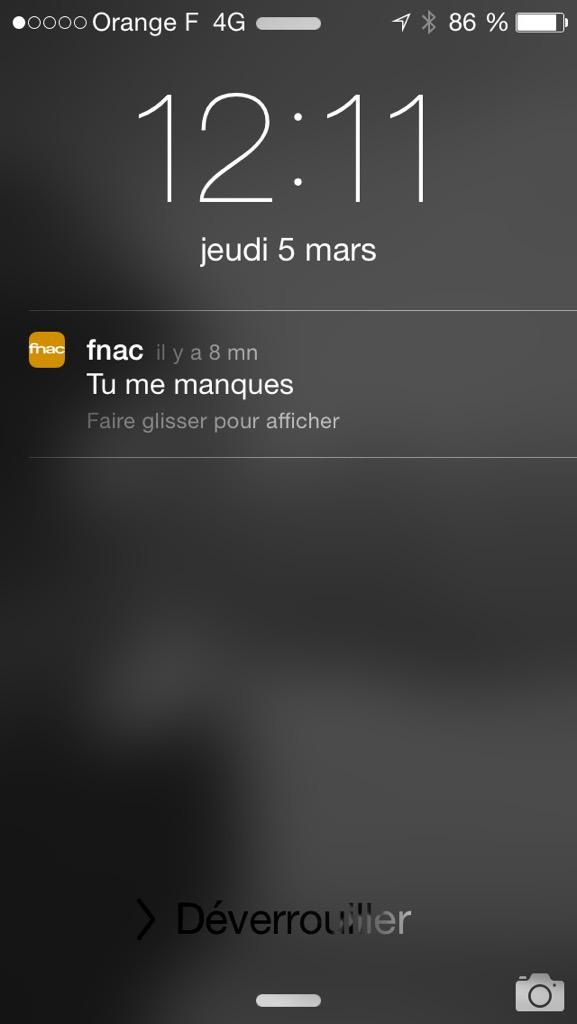 Orange F 4G 86 %
12:11
jeudi 5 mars
fnac
fnac il y a 8 mn
Tu me manques
Faire glisser pour afficher
Déverrouiller